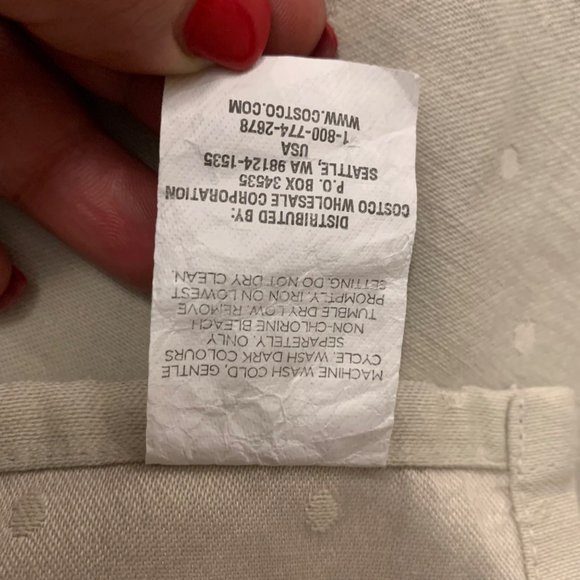 MACHINE WASH COLD, GENTLE
CYCLE. WASH DARK COLOURS
SEPARETELY. ONLY
NON-CHLORINE BLEACH
TUMBLE DRY LOW. REMOVE
PROMPTLY. IRON ON LOWEST
SETTING. DO NOT DRY CLEAN.
DISTRIBUTED BY:
COSTCO WHOLESALE CORPORATION
P.O. BOX 34535
SEATTLE, WA 98124-1535
USA
1-800-774-2678
WWW.COSTCO.COM